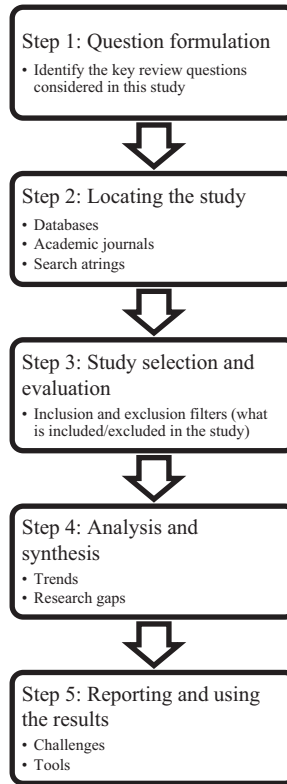 Step 1: Question formulation
• Identify the key review questions
considered in this study
Step 2: Locating the study
• Databases
• Academic journals
• Search atrings
Step 3: Study selection and
evaluation
• Inclusion and exclusion filters (what
is included/excluded in the study)
Step 4: Analysis and
synthesis
• Trends
• Research gaps
Step 5: Reporting and using
the results
• Challenges
• Tools